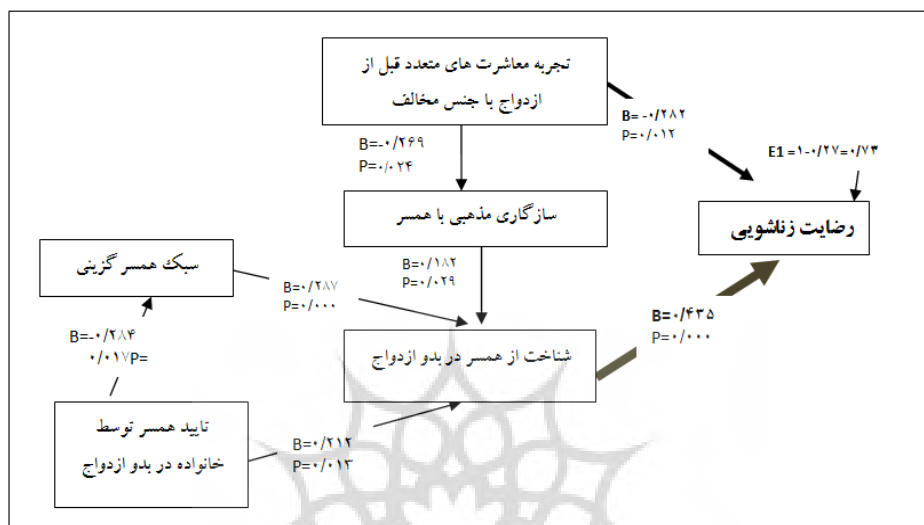 تجربه معاشرت های متعدد قبل از
ازدواج با جنس مخالف
B= -۰/۲۸۲
P=۰/۰۱۲
B=-۰/۲۶۹
P=۰/۰۲۴
E1 =۱-۰/۲۷=۰/۷۳
سازگاری مذهبی با همسر
رضایت زناشویی
سبک همسر گزینی
B=۰/۱۸۲
P=۰/۰۲۹
B=۰/۲۸۷
P=۰/۰۰۰
B=۰/۴۳۵
P=۰/۰۰۰
B=-۰/۲۸۴
۰/۰۱۷P=
شناخت از همسر در بدو ازدواج
تایید همسر توسط
خانواده در بدو ازدواج
B=۰/۲۱۲
P=۰/۰۱۳